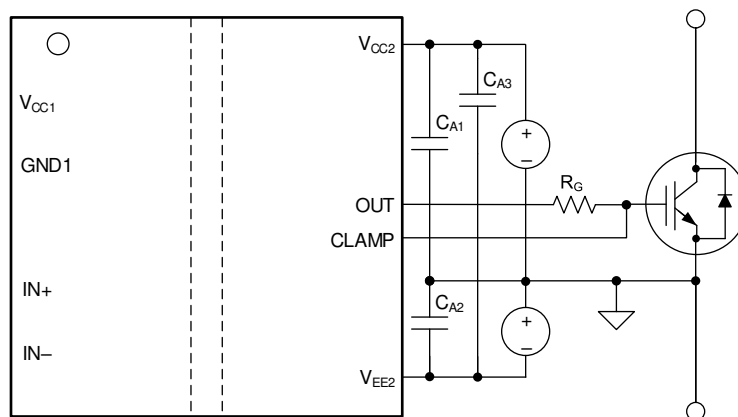 VCC2
CA3
VCC1
CA1
+
−
GND1
RG
OUT
CLAMP
IN+
CA2
+
−
IN−
VEE2